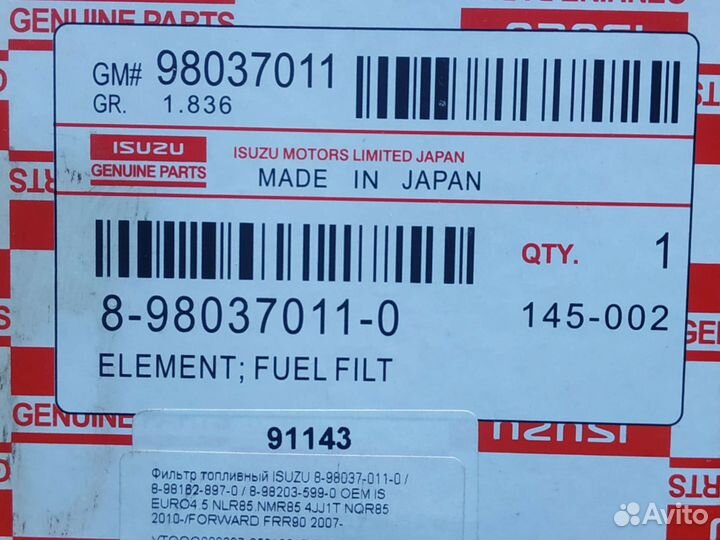 GENUINE PARTS
GM# 98037011
GR. 1.836
ISUZU
GENUINE PARTS
ISUZU MOTORS LIMITED JAPAN
MADE IN JAPAN
QTY. 1
8-98037011-0
145-002
ELEMENT; FUEL FILT
GENUINE
ISUZU
91143
Фильтр топливный ISUZU 8-98037-011-0 /
8-98162-897-0 / 8-98203-599-0 OEM IS
EURO4.5 NLR85.NMR85 4JJ1T NQR85
2010-/FORWARD FRR90 2007-
Avito